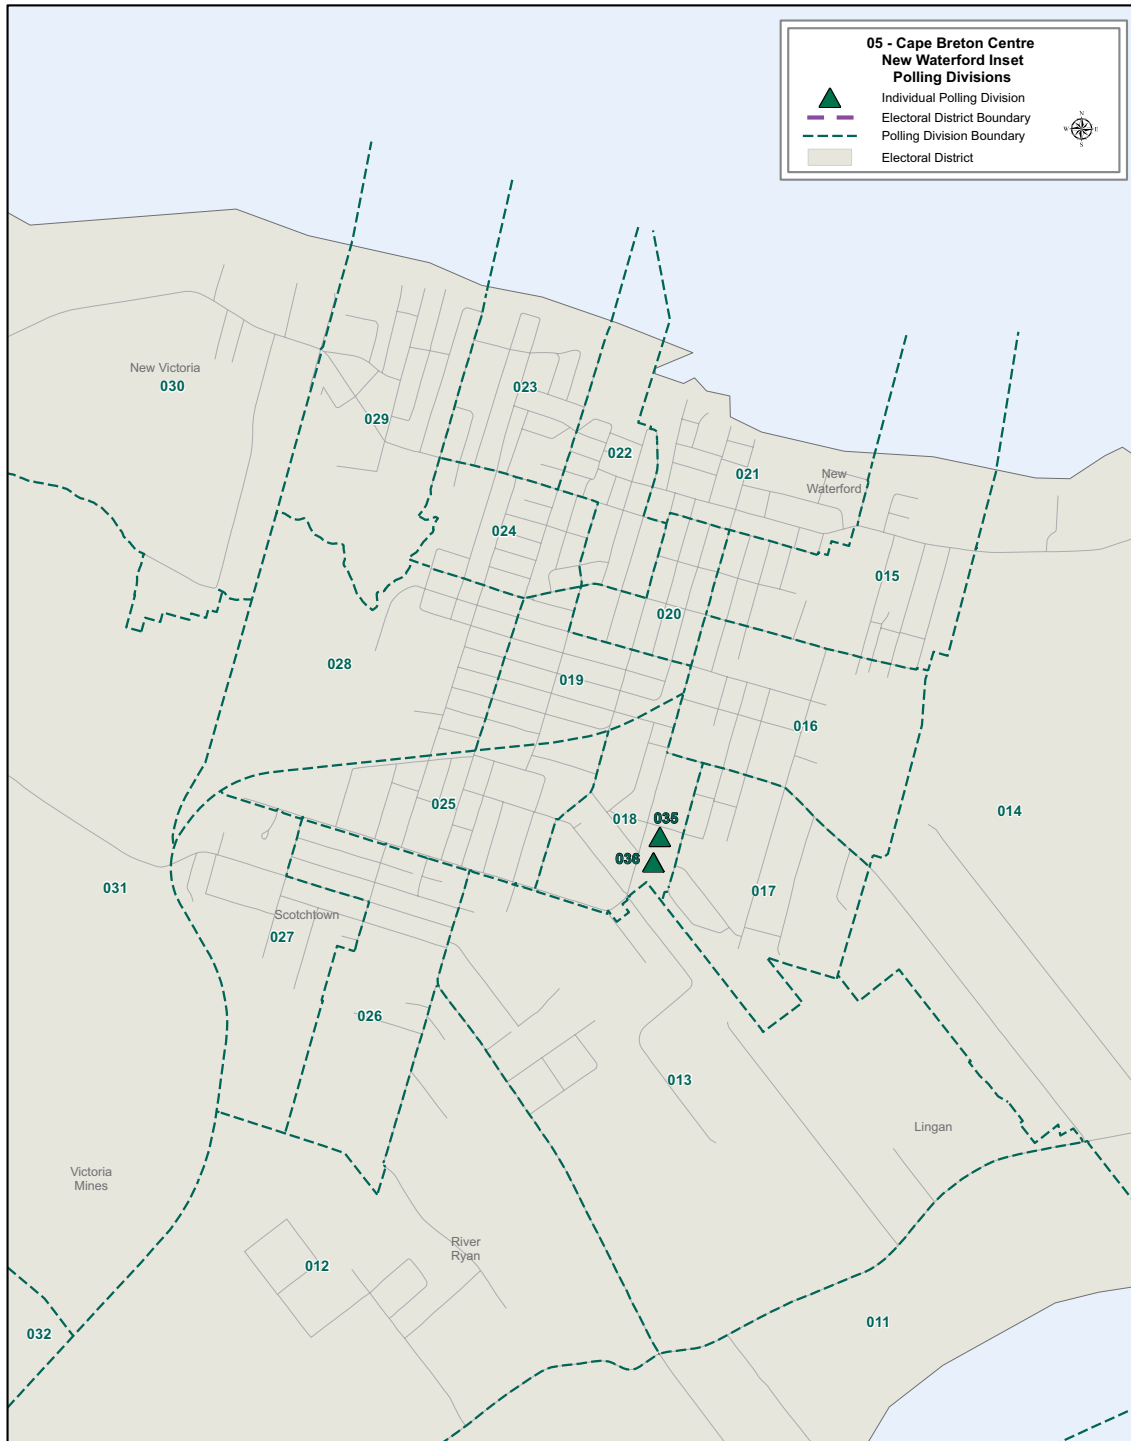 05 - Cape Breton Centre
New Waterford Inset
Polling Divisions
Individual Polling Division
Electoral District Boundary
Polling Division Boundary
Electoral District
N
W
E
S
New Victoria
030
023
029
022
021
New
Waterford
024
015
020
028
019
016
025
018
035
014
036
031
017
Scotchtown
027
026
013
Lingan
Victoria
Mines
River
Ryan
012
011
032